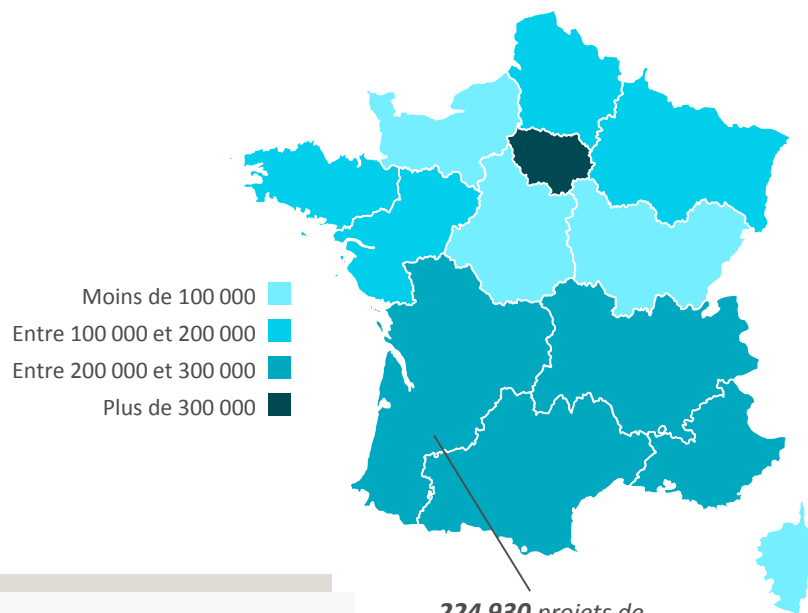 Moins de 100 000
Entre 100 000 et 200 000
Entre 200 000 et 300 000
Plus de 300 000
224 930 projets de